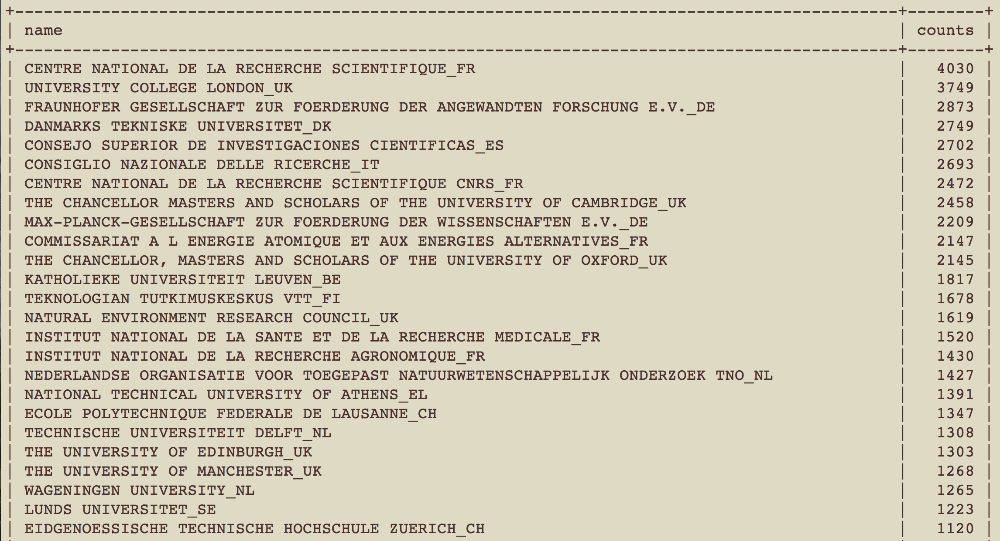 +--------------------------------------------------------------------------------------------+--------+
| name | counts |
+--------------------------------------------------------------------------------------------+--------+
| CENTRE NATIONAL DE LA RECHERCHE SCIENTIFIQUE_FR | 4030 |
| UNIVERSITY COLLEGE LONDON_UK | 3749 |
| FRAUNHOFER GESELLSCHAFT ZUR FOERDERUNG DER ANGEWANDTEN FORSCHUNG E.V._DE | 2873 |
| DANMARKS TEKNISKE UNIVERSITET_DK | 2749 |
| CONSEJO SUPERIOR DE INVESTIGACIONES CIENTIFICAS_ES | 2702 |
| CONSIGLIO NAZIONALE DELLE RICERCHE_IT | 2693 |
| CENTRE NATIONAL DE LA RECHERCHE SCIENTIFIQUE CNRS_FR | 2472 |
| THE CHANCELLOR MASTERS AND SCHOLARS OF THE UNIVERSITY OF CAMBRIDGE_UK | 2458 |
| MAX-PLANCK-GESELLSCHAFT ZUR FOERDERUNG DER WISSENSCHAFTEN E.V._DE | 2209 |
| COMMISSARIAT A L ENERGIE ATOMIQUE ET AUX ENERGIES ALTERNATIVES_FR | 2147 |
| THE CHANCELLOR, MASTERS AND SCHOLARS OF THE UNIVERSITY OF OXFORD_UK | 2145 |
| KATHOLIEKE UNIVERSITEIT LEUVEN_BE | 1817 |
| TEKNOLOGIAN TUTKIMUSKESKUS VTT_FI | 1678 |
| NATURAL ENVIRONMENT RESEARCH COUNCIL_UK | 1619 |
| INSTITUT NATIONAL DE LA SANTE ET DE LA RECHERCHE MEDICALE_FR | 1520 |
| INSTITUT NATIONAL DE LA RECHERCHE AGRONOMIQUE_FR | 1430 |
| NEDERLANDSE ORGANISATIE VOOR TOEGEPAST NATUURWETENSCHAPPELIJK ONDERZOEK TNO_NL | 1427 |
| NATIONAL TECHNICAL UNIVERSITY OF ATHENS_EL | 1391 |
| ECOLE POLYTECHNIQUE FEDERALE DE LAUSANNE_CH | 1347 |
| TECHNISCHE UNIVERSITEIT DELFT_NL | 1308 |
| THE UNIVERSITY OF EDINBURGH_UK | 1303 |
| THE UNIVERSITY OF MANCHESTER_UK | 1268 |
| WAGENINGEN UNIVERSITY_NL | 1265 |
| LUNDS UNIVERSITET_SE | 1223 |
| EIDGENOESSISCHE TECHNISCHE HOCHSCHULE ZUERICH_CH | 1120 |